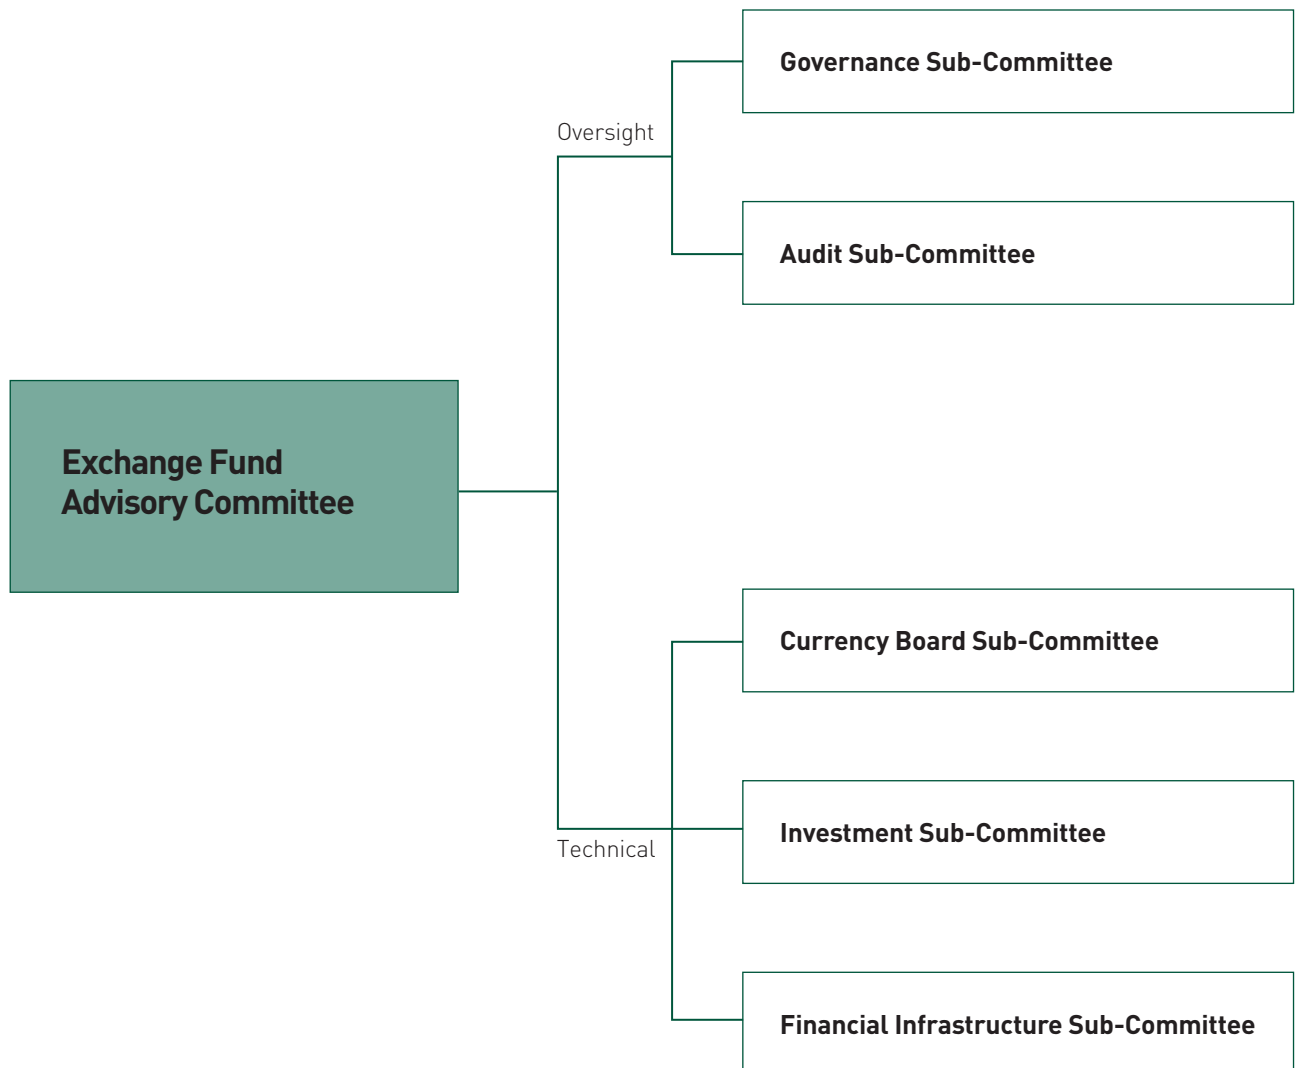 Governance Sub-Committee
Oversight
Audit Sub-Committee
Exchange Fund
Advisory Committee
Currency Board Sub-Committee
Investment Sub-Committee
Technical
Financial Infrastructure Sub-Committee